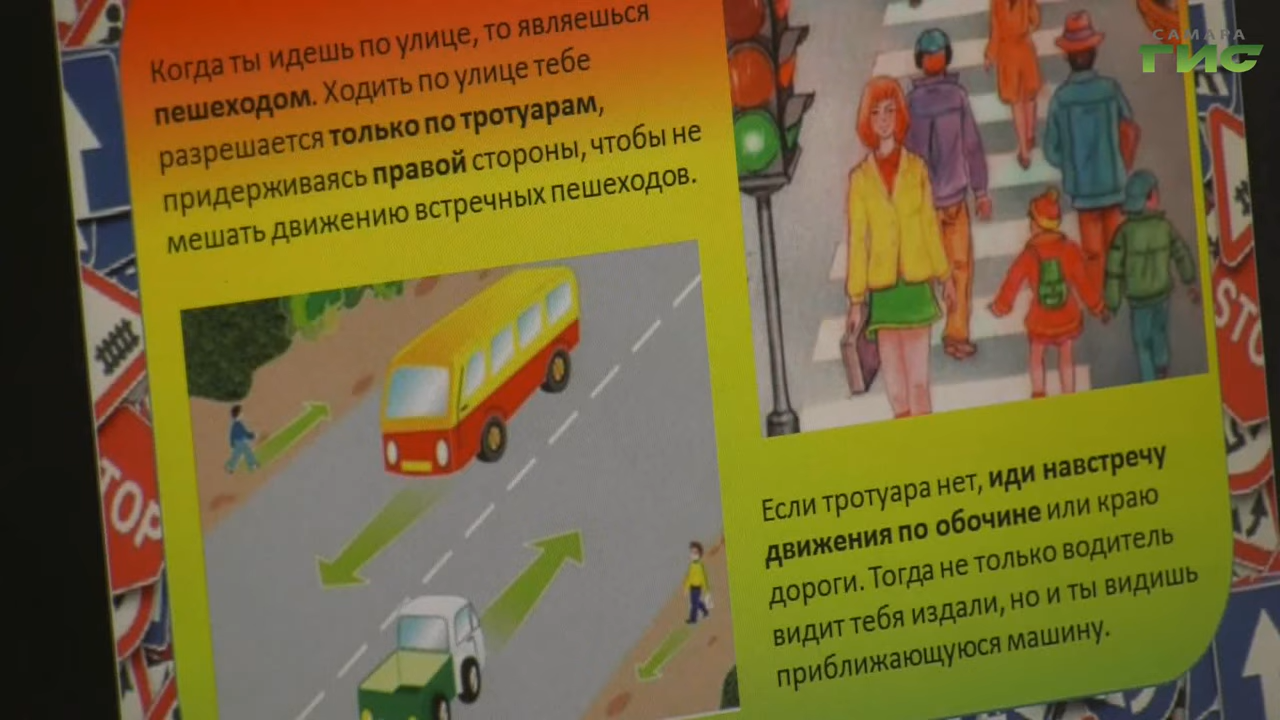 Когда ты идешь по улице, то являешься
пешеходом. Ходить по улице тебе
разрешается только по тротуарам,
придерживаясь правой стороны, чтобы не
мешать движению встречных пешеходов.
САМАРА
ГИС
Если тротуара нет, иди навстречу
движения по обочине или краю
дороги. Тогда не только водитель
видит тебя издали, но и ты видишь
приближающуюся машину.
STOP
STO